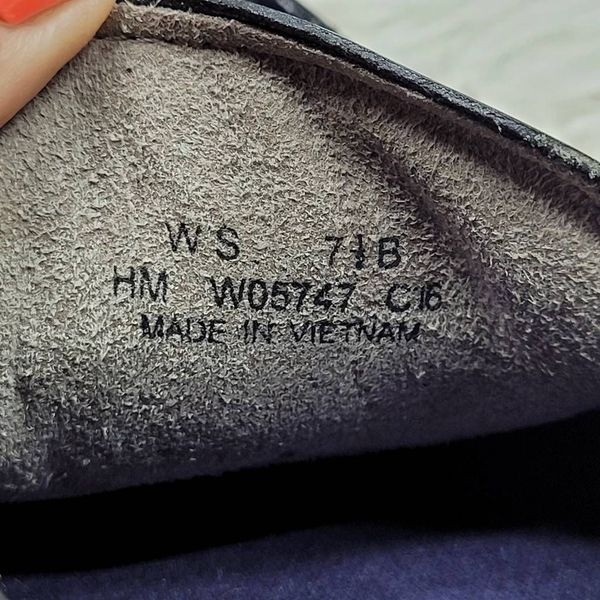 WS 7½B
HM W05747 C16
MADE IN VIETNAM